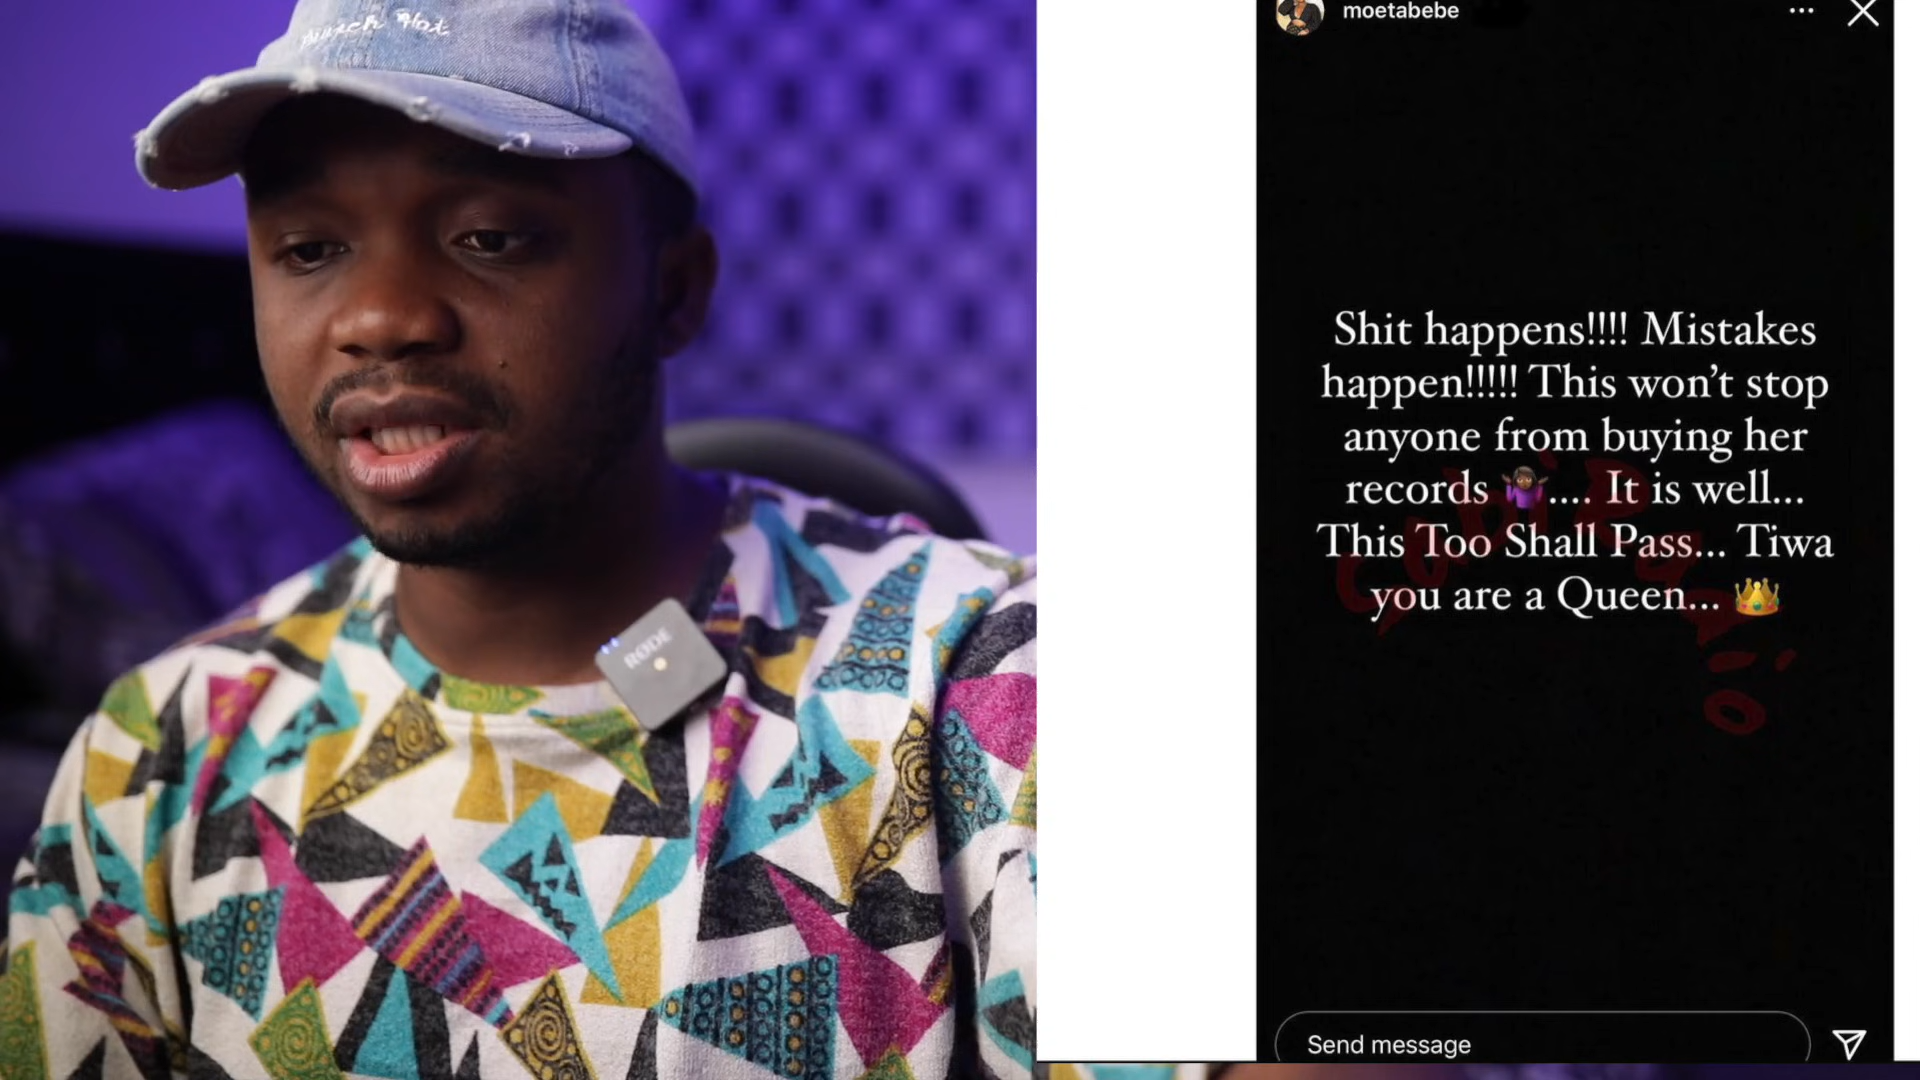 RØDE
moetabebe
Shit happens!!!! Mistakes
happen!!!!! This won't stop
anyone from buying her
records 🤷🏾‍♀️.... It is well...
This Too Shall Pass... Tiwa
you are a Queen... 👑
Send message